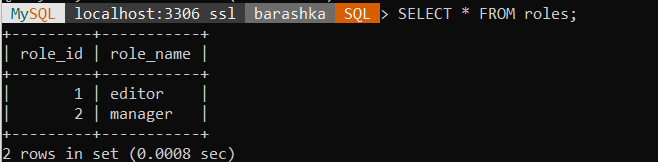 MySQL localhost:3306 ssl barashka SQL > SELECT * FROM roles;
+---------+-----------+
| role_id | role_name |
+---------+-----------+
|       1 | editor    |
|       2 | manager   |
+---------+-----------+
2 rows in set (0.0008 sec)